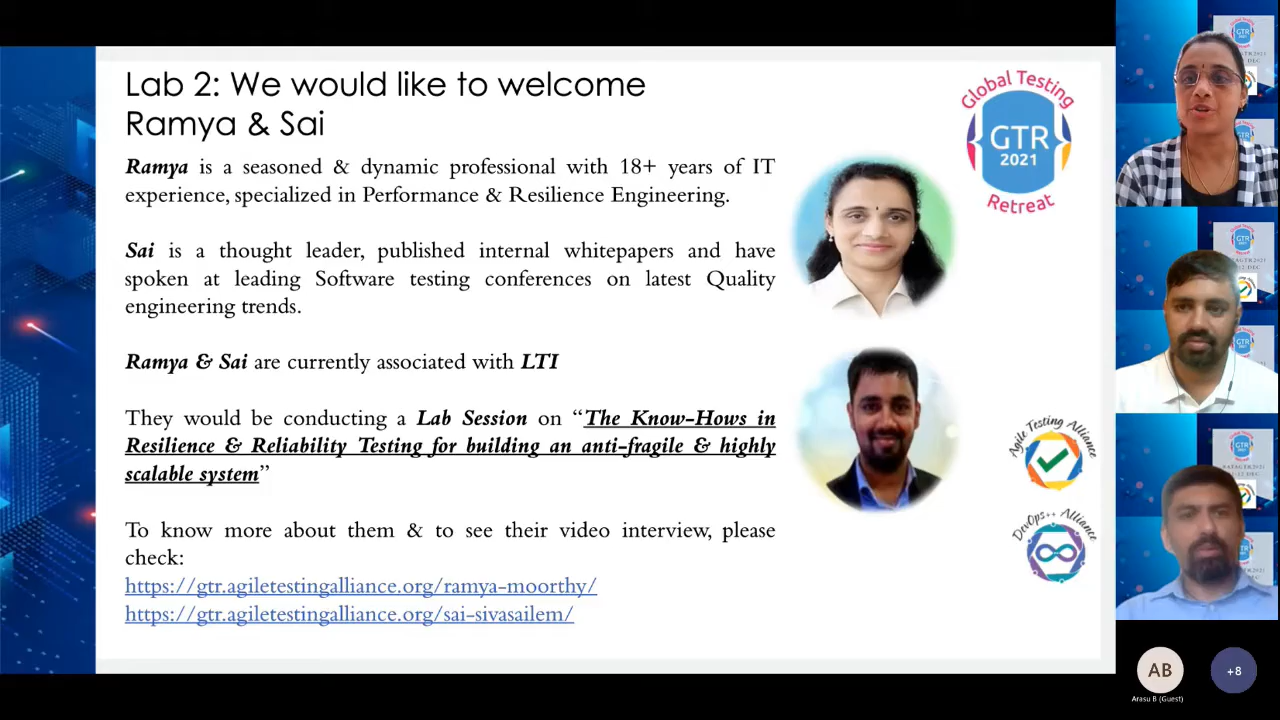 Lab 2: We would like to welcome
Ramya & Sai
Ramya is a seasoned & dynamic professional with 18+ years of IT
experience, specialized in Performance & Resilience Engineering.
Sai is a thought leader, published internal whitepapers and have
spoken at leading Software testing conferences on latest Quality
engineering trends.
Ramya & Sai are currently associated with LTI
They would be conducting a Lab Session on “The Know-Hows in
Resilience & Reliability Testing for building an anti-fragile & highly
scalable system”
To know more about them & to see their video interview, please
check:
https://gtr.agiletestingalliance.org/ramya-moorthy/
https://gtr.agiletestingalliance.org/sai-sivasailem/
Global Testing
GTR
2021
Retreat
Agile Testing Alliance
DevOps++ Alliance
AB
Arasu B (Guest)
+8